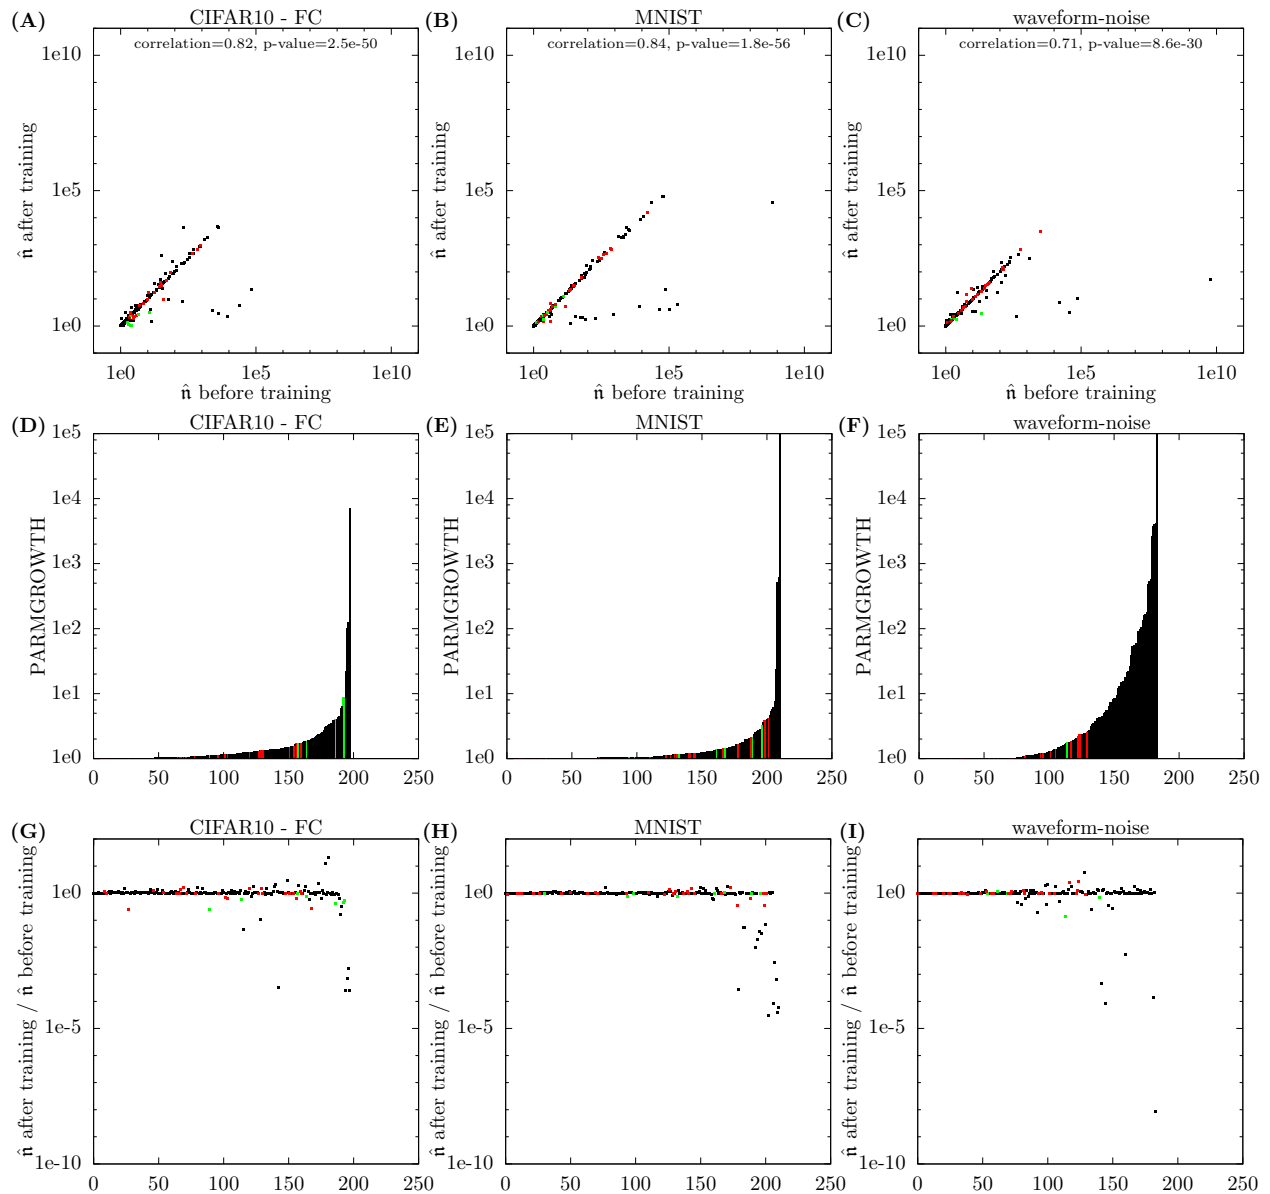 (A) CIFAR10 - FC (B) MNIST (C) waveform-noise
correlation=0.82, p-value=2.5e-50 correlation=0.84, p-value=1.8e-56 correlation=0.71, p-value=8.6e-30
1e10 1e10 1e10
n̂ after training n̂ after training n̂ after training
1e5 1e5 1e5
1e0 1e0 1e0
1e0 1e5 1e10 1e0 1e5 1e10 1e0 1e5 1e10
n̂ before training n̂ before training n̂ before training
(D) CIFAR10 - FC (E) MNIST (F) waveform-noise
1e5 1e5 1e5
1e4 1e4 1e4
1e3 1e3 1e3
PARMGROWTH PARMGROWTH PARMGROWTH
1e2 1e2 1e2
1e1 1e1 1e1
1e0 1e0 1e0
0 50 100 150 200 250 0 50 100 150 200 250 0 50 100 150 200 250
(G) CIFAR10 - FC (H) MNIST (I) waveform-noise
1e0 1e0 1e0
n̂ after training / n̂ before training n̂ after training / n̂ before training n̂ after training / n̂ before training
1e-5 1e-5 1e-5
1e-10 1e-10 1e-10
0 50 100 150 200 250 0 50 100 150 200 250 0 50 100 150 200 250